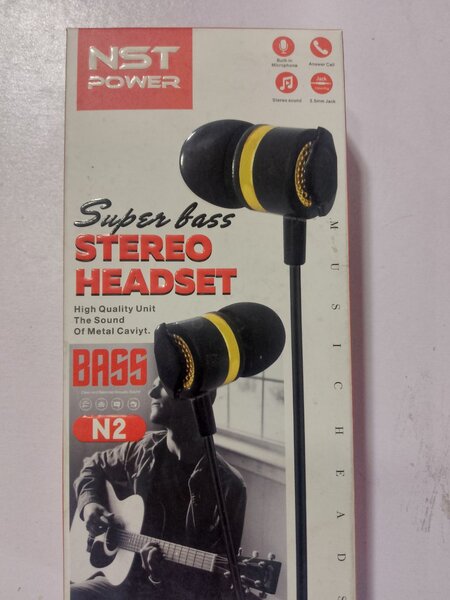 NST
POWER
Built in
Microphone
Answer Call
Stereo sound
Jack
3.5mm Jack
Super bass
STEREO
HEADSET
High Quality Unit
The Sound
Of Metal Caviyt.
BASS
N2
MUSIC HEADS